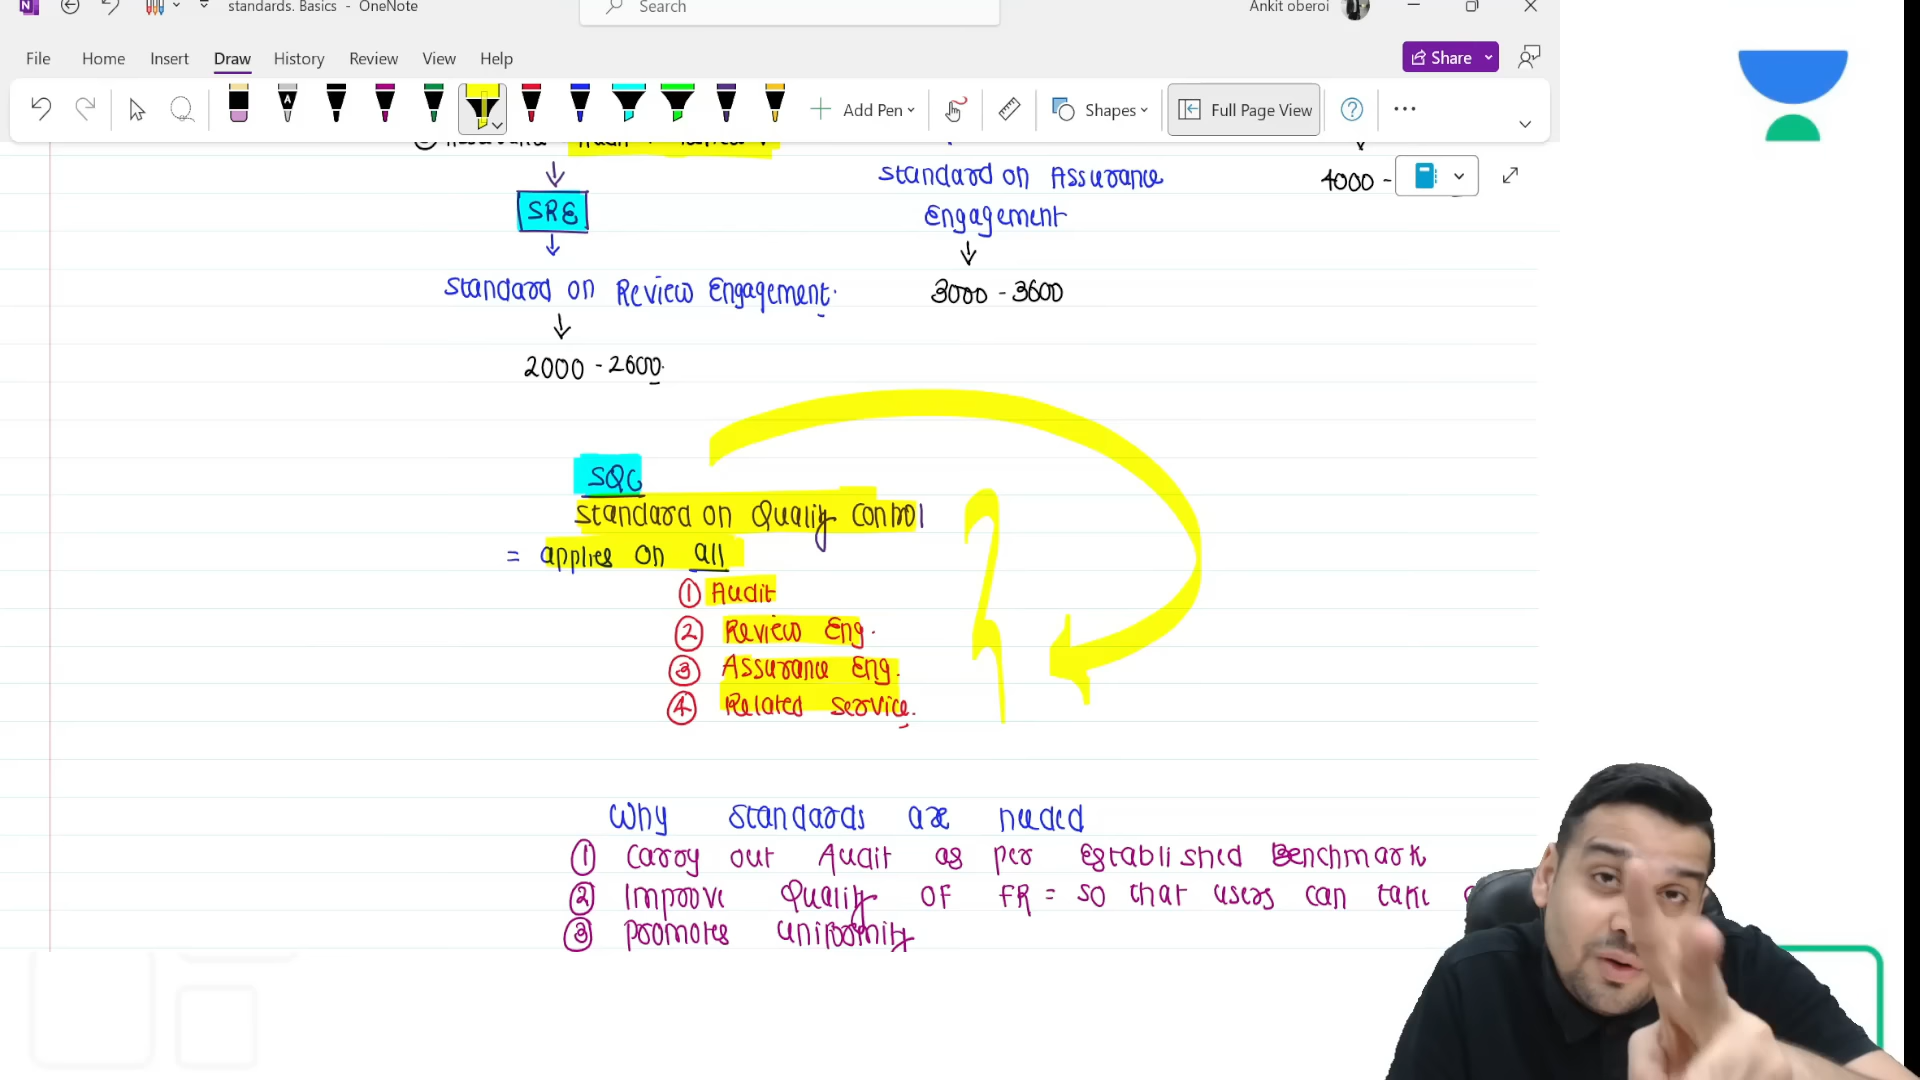 standards. Basics - OneNote
Search
Ankit oberoi
File Home Insert Draw History Review View Help
Share
Add Pen
Shapes
Full Page View
Standard on Assurance
4000 -
SRE
Engagement
Standard on Review Engagement.
3000 - 3600
2000 - 2600.
SQC
Standard on Quality Control
= applies on all
① Audit
② Review Eng.
③ Assurance Eng.
④ Related Service.
Why standards are needed
① Carry out Audit as per Established Benchmark
② Improve Quality OF FR = so that users can take
③ promotes uniformity